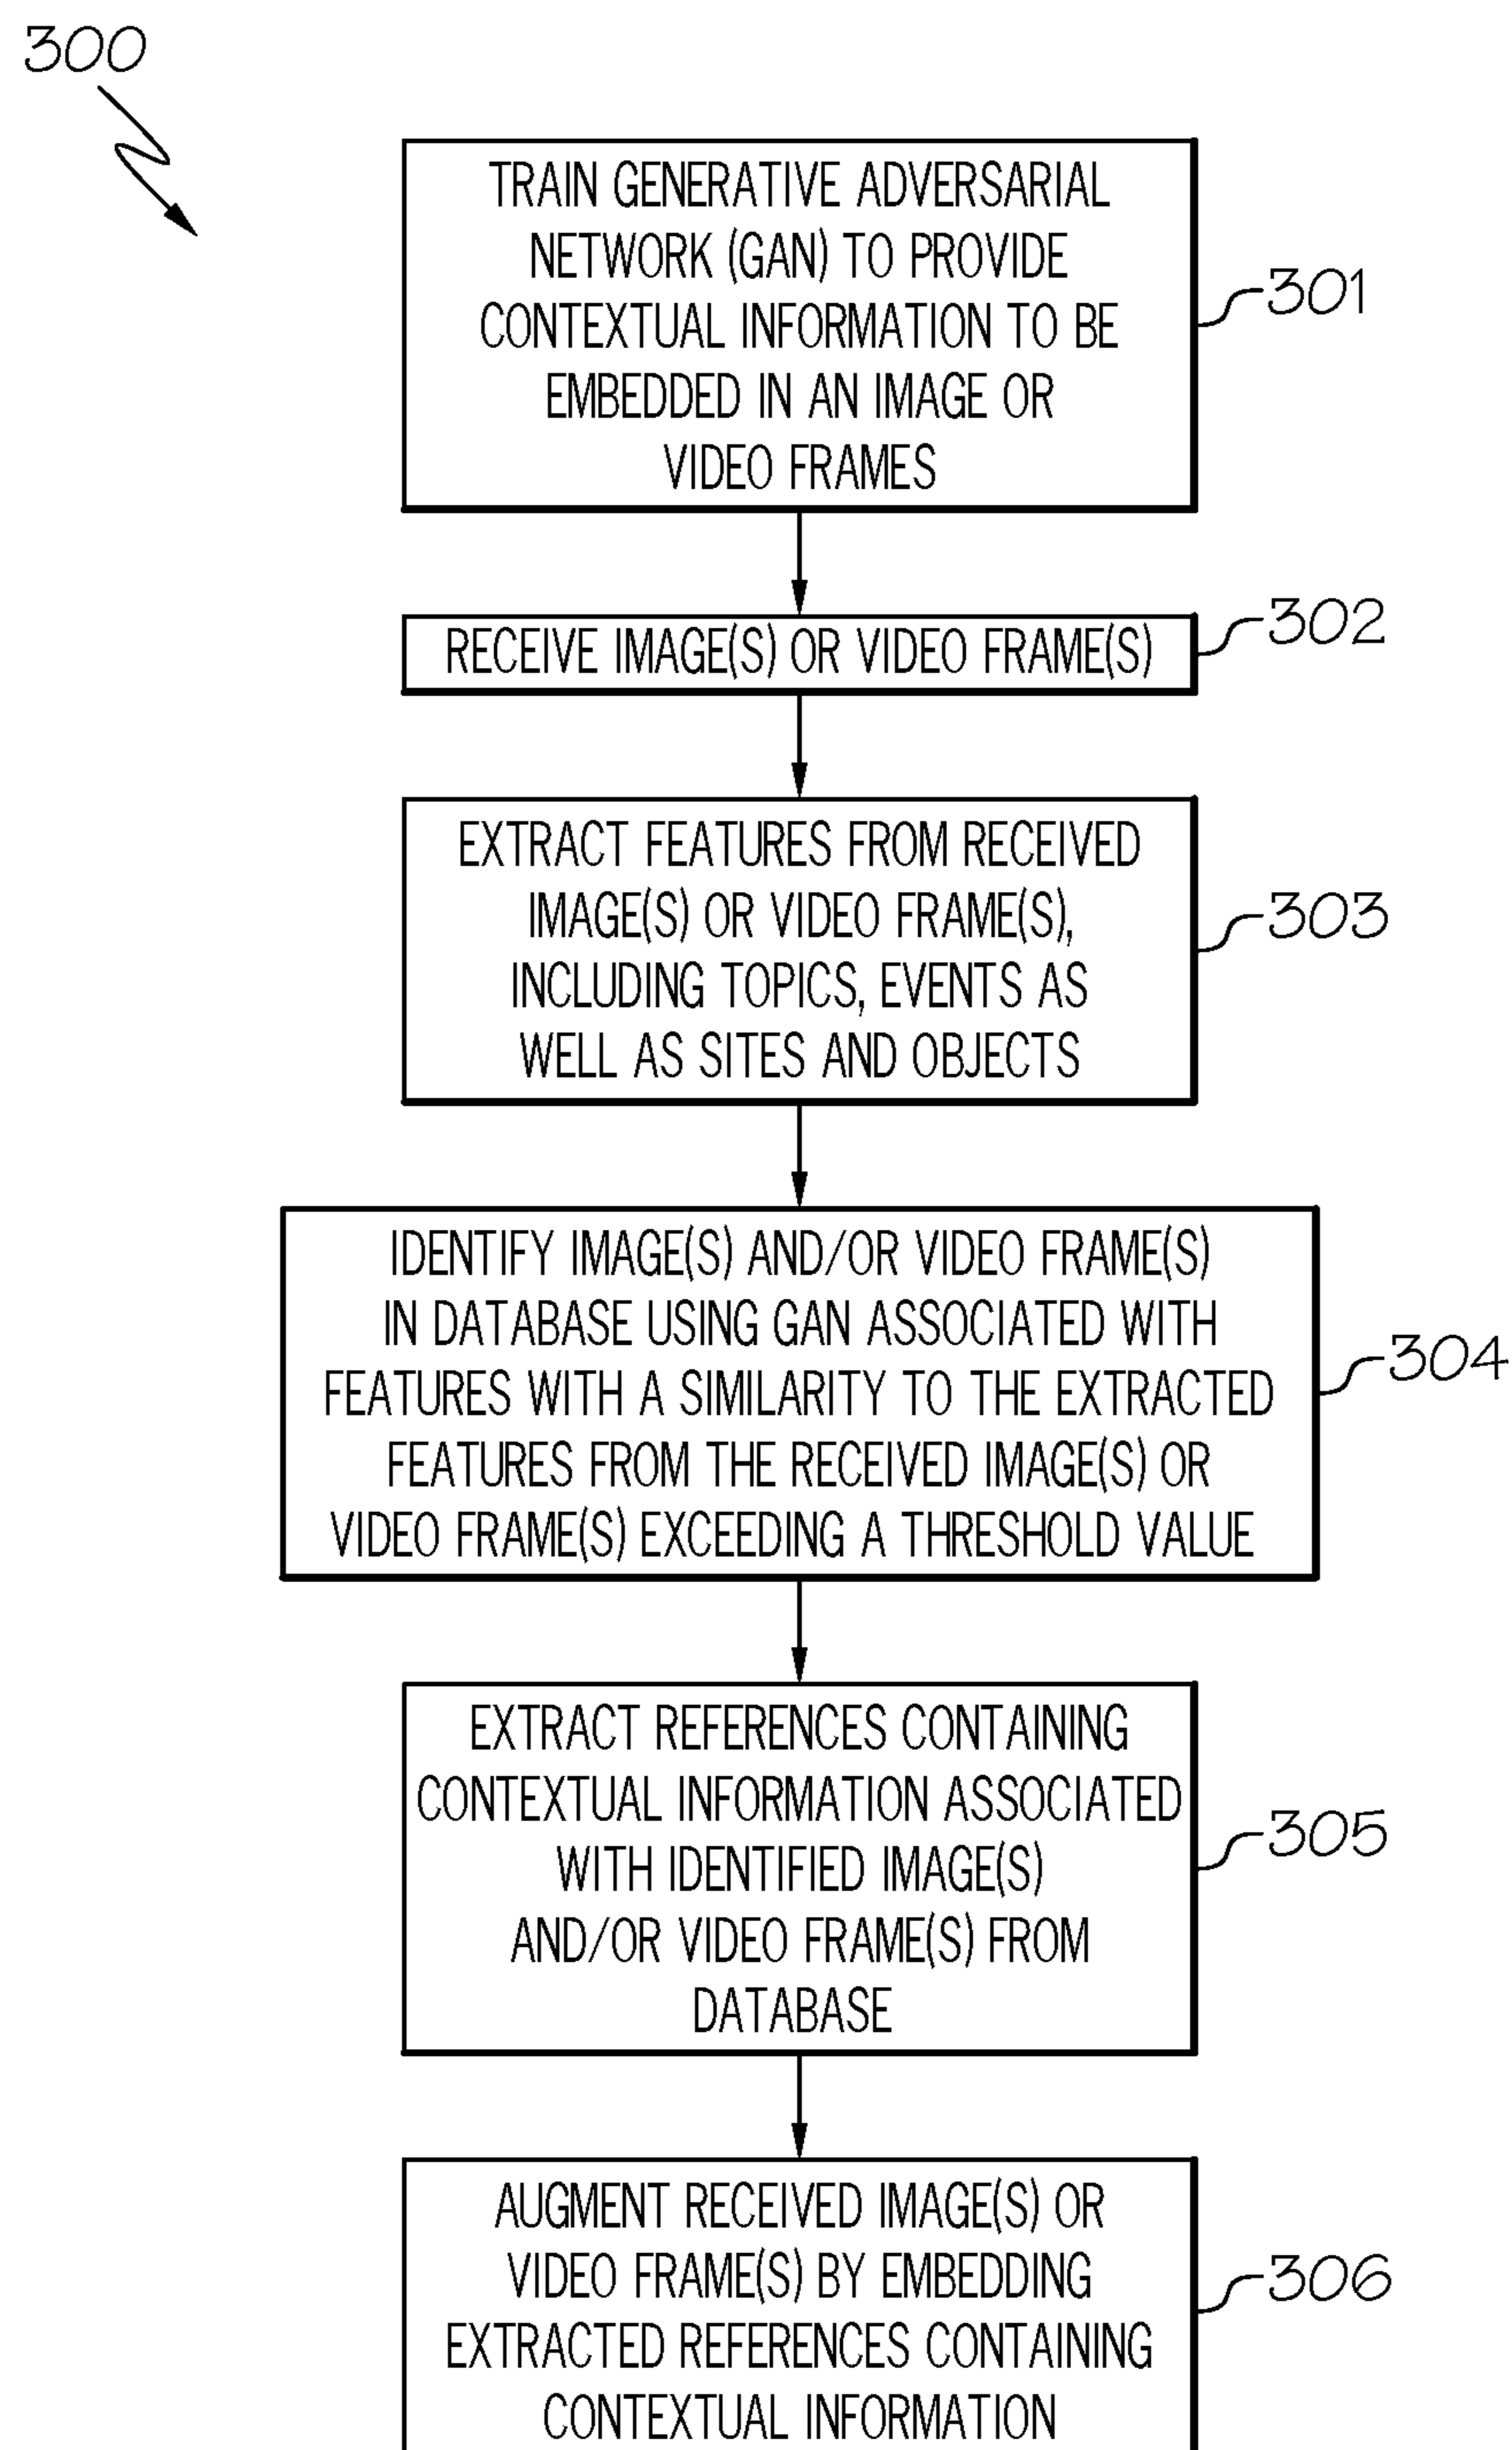 300
TRAIN GENERATIVE ADVERSARIAL
NETWORK (GAN) TO PROVIDE
CONTEXTUAL INFORMATION TO BE
EMBEDDED IN AN IMAGE OR
VIDEO FRAMES
301
RECEIVE IMAGE(S) OR VIDEO FRAME(S)
302
EXTRACT FEATURES FROM RECEIVED
IMAGE(S) OR VIDEO FRAME(S),
INCLUDING TOPICS, EVENTS AS
WELL AS SITES AND OBJECTS
303
IDENTIFY IMAGE(S) AND/OR VIDEO FRAME(S)
IN DATABASE USING GAN ASSOCIATED WITH
FEATURES WITH A SIMILARITY TO THE EXTRACTED
FEATURES FROM THE RECEIVED IMAGE(S) OR
VIDEO FRAME(S) EXCEEDING A THRESHOLD VALUE
304
EXTRACT REFERENCES CONTAINING
CONTEXTUAL INFORMATION ASSOCIATED
WITH IDENTIFIED IMAGE(S)
AND/OR VIDEO FRAME(S) FROM
DATABASE
305
AUGMENT RECEIVED IMAGE(S) OR
VIDEO FRAME(S) BY EMBEDDING
EXTRACTED REFERENCES CONTAINING
CONTEXTUAL INFORMATION
306